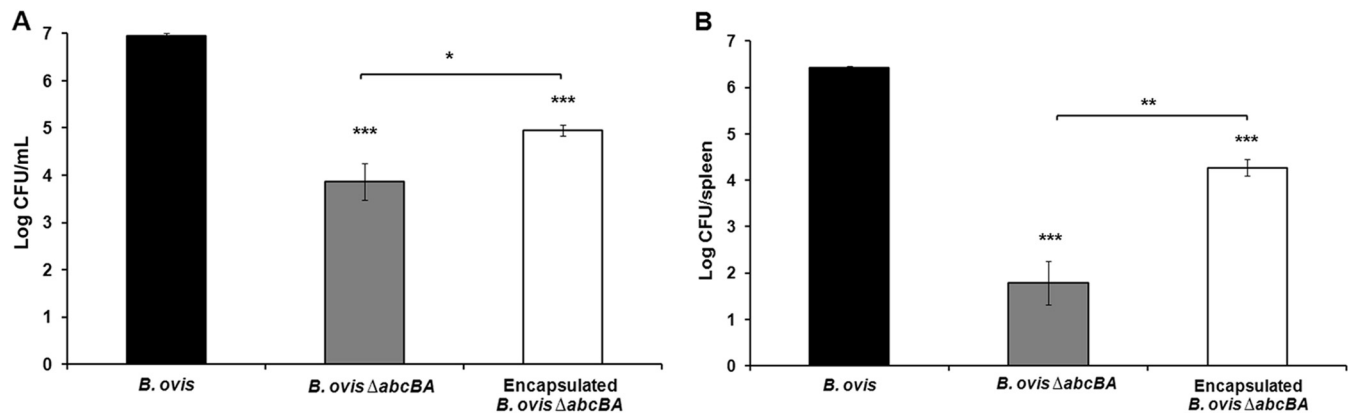 A
Log CFU/mL
7
6
5
4
3
2
1
0
*
***
***
B. ovis
B. ovis ΔabcBA
Encapsulated
B. ovis ΔabcBA
B
Log CFU/spleen
7
6
5
4
3
2
1
0
**
***
***
B. ovis
B. ovis ΔabcBA
Encapsulated
B. ovis ΔabcBA